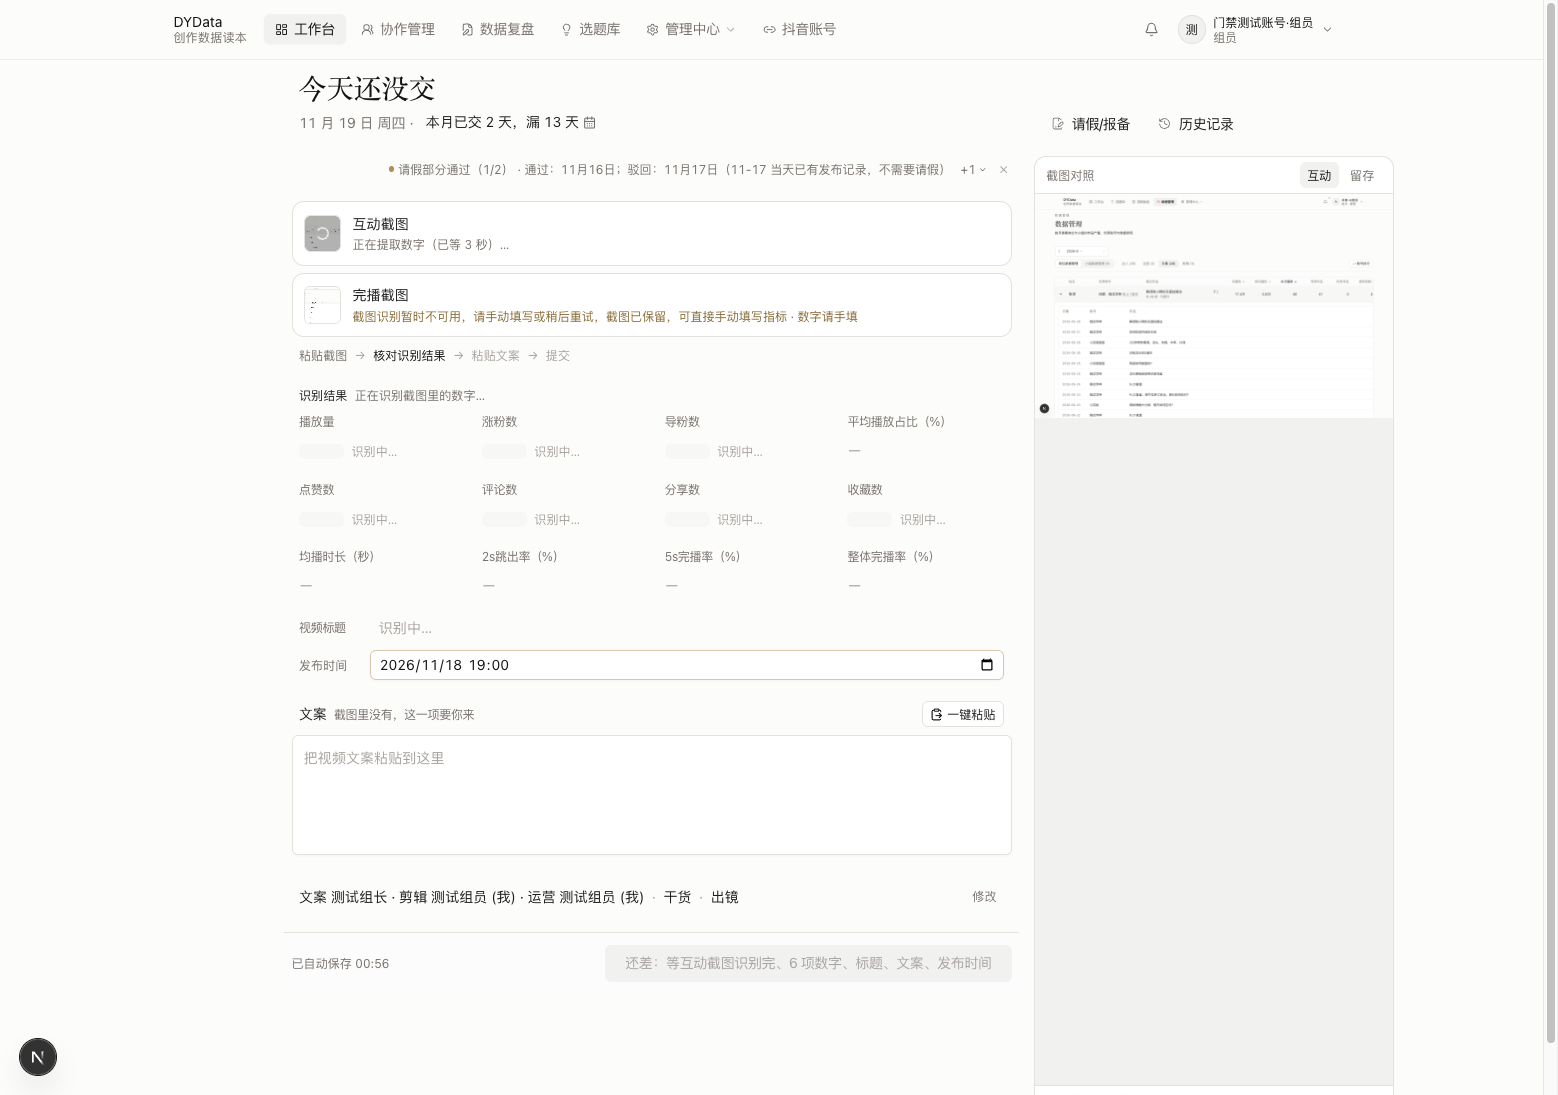 DYData
创作数据读本
工作台
协作管理
数据复盘
选题库
管理中心
抖音账号
测
门禁测试账号·组员
组员
今天还没交
11 月 19 日 周四 · 本月已交 2 天，漏 13 天
请假/报备
历史记录
请假部分通过（1/2） · 通过：11月16日；驳回：11月17日（11-17 当天已有发布记录，不需要请假） +1
互动截图
正在提取数字（已等 3 秒）...
完播截图
截图识别暂时不可用，请手动填写或稍后重试，截图已保留，可直接手动填写指标 · 数字请手填
粘贴截图 → 核对识别结果 → 粘贴文案 → 提交
识别结果 正在识别截图里的数字...
播放量 涨粉数 导粉数 平均播放占比（%）
识别中... 识别中... 识别中... —
点赞数 评论数 分享数 收藏数
识别中... 识别中... 识别中... 识别中...
均播时长（秒） 2s跳出率（%） 5s完播率（%） 整体完播率（%）
— — — —
视频标题 识别中...
发布时间 2026/11/18 19:00
文案 截图里没有，这一项要你来
一键粘贴
把视频文案粘贴到这里
文案 测试组长 · 剪辑 测试组员 (我) · 运营 测试组员 (我) · 干货 · 出镜
修改
已自动保存 00:56
还差：等互动截图识别完、6 项数字、标题、文案、发布时间
截图对照
互动
留存
数据管理
N